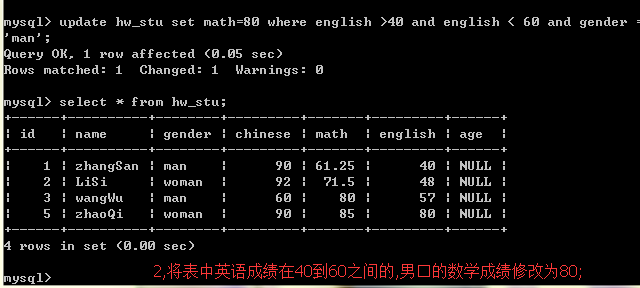 mysql> update hw_stu set math=80 where english >40 and english < 60 and gender =
'man';
Query OK, 1 row affected (0.05 sec)
Rows matched: 1  Changed: 1  Warnings: 0
mysql> select * from hw_stu;
+------+----------+--------+---------+-------+---------+------+
| id   | name     | gender | chinese | math  | english | age  |
+------+----------+--------+---------+-------+---------+------+
|    1 | zhangSan | man    |      90 | 61.25 |      40 | NULL |
|    2 | LiSi     | woman  |      92 |  71.5 |      48 | NULL |
|    3 | wangWu   | man    |      60 |    80 |      57 | NULL |
|    5 | zhaoQi   | woman  |      90 |    85 |      80 | NULL |
+------+----------+--------+---------+-------+---------+------+
4 rows in set (0.00 sec)
mysql>
2,将表中英语成绩在40到60之间的,男口的数学成绩修改为80;